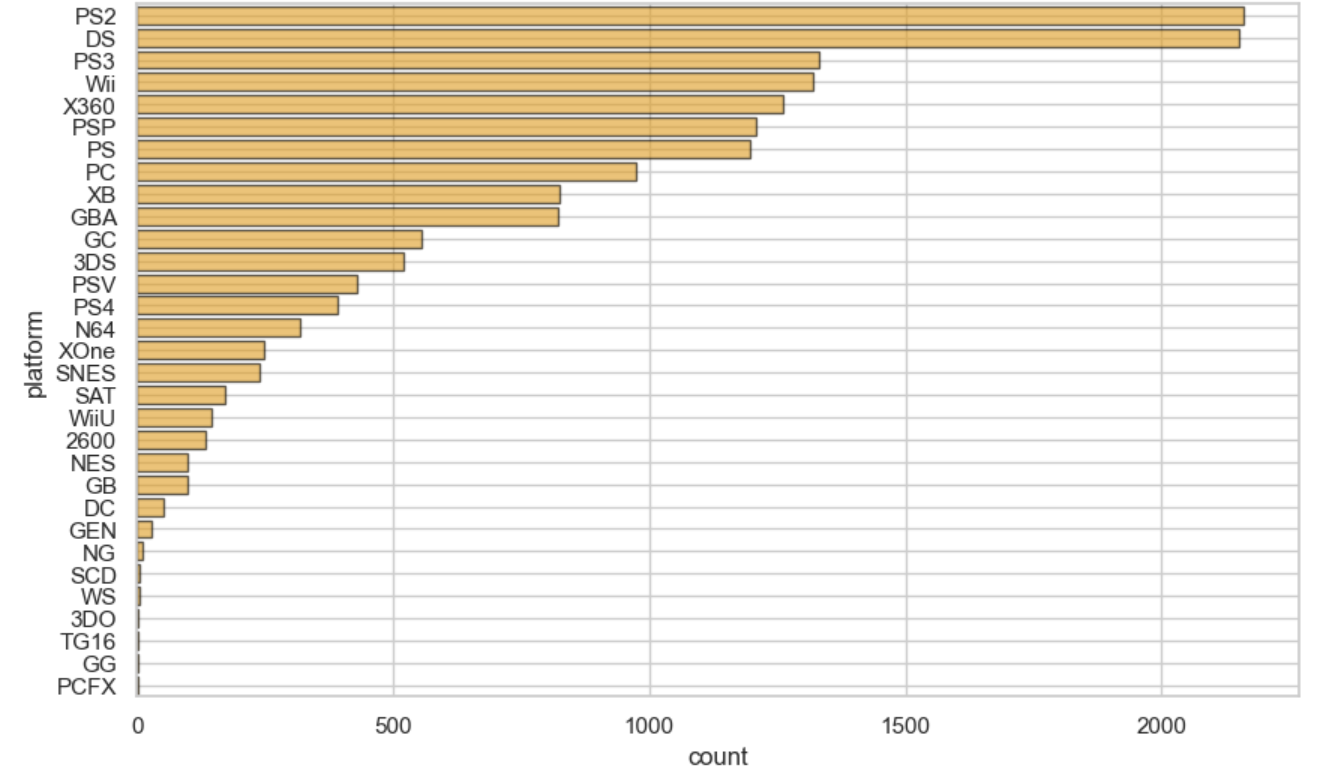 PS2
DS
PS3
Wii
X360
PSP
PS
PC
XB
GBA
GC
3DS
PSV
PS4
N64
XOne
SNES
SAT
WiiU
2600
NES
GB
DC
GEN
NG
SCD
WS
3DO
TG16
GG
PCFX
platform
0 500 1000 1500 2000
count